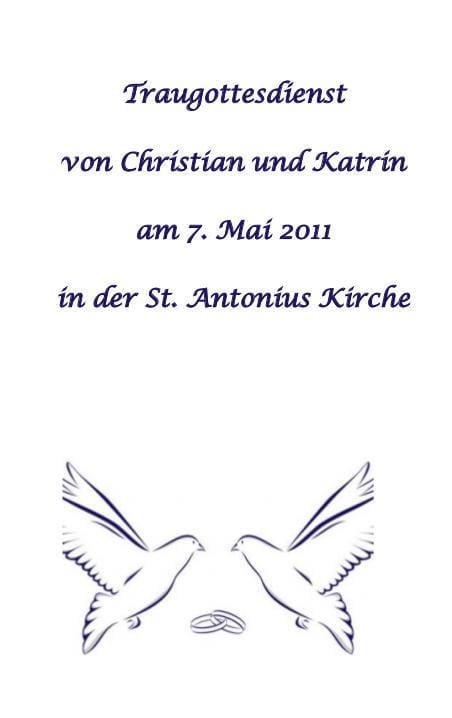 Traugottesdienst
von Christian und Katrin
am 7. Mai 2011
in der St. Antonius Kirche